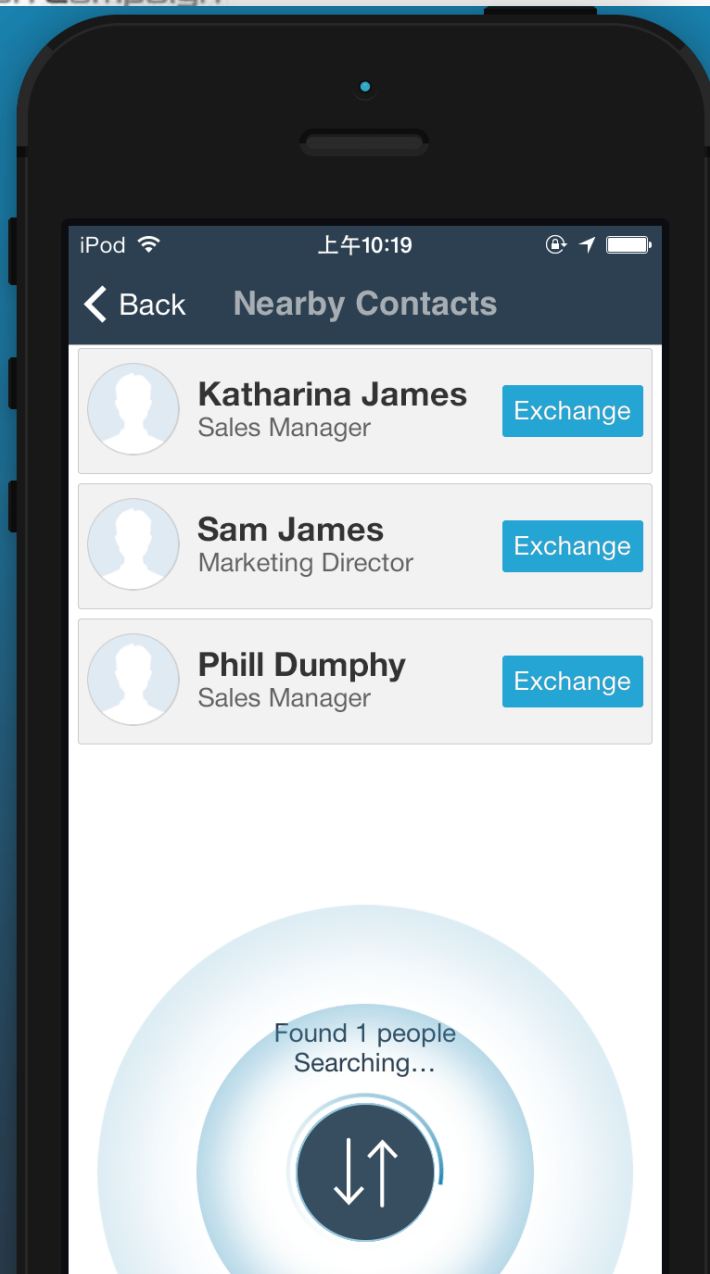 iPod
上午10:19
Back
Nearby Contacts
Katharina James
Sales Manager
Exchange
Sam James
Marketing Director
Exchange
Phill Dumphy
Sales Manager
Exchange
Found 1 people
Searching...